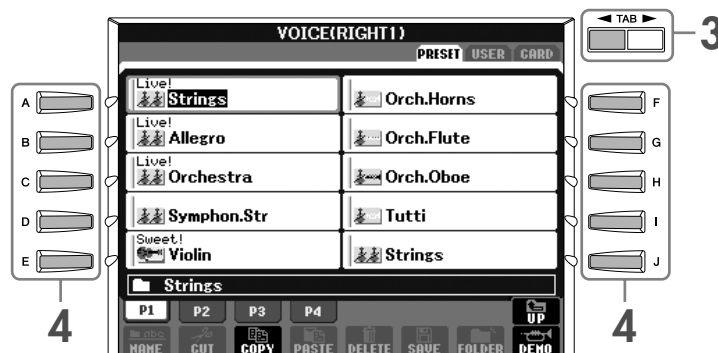 VOICE(RIGHT1)
PRESET USER CARD
TAB
3
A
Live!
Strings
Orch.Horns
F
B
Live!
Allegro
Orch.Flute
G
C
Live!
Orchestra
Orch.Oboe
H
D
Symphon.Str
Tutti
I
E
Sweet!
Violin
Strings
J
Strings
4
P1 P2 P3 P4
UP
4
NAME CUT COPY PASTE DELETE SAVE FOLDER DEMO